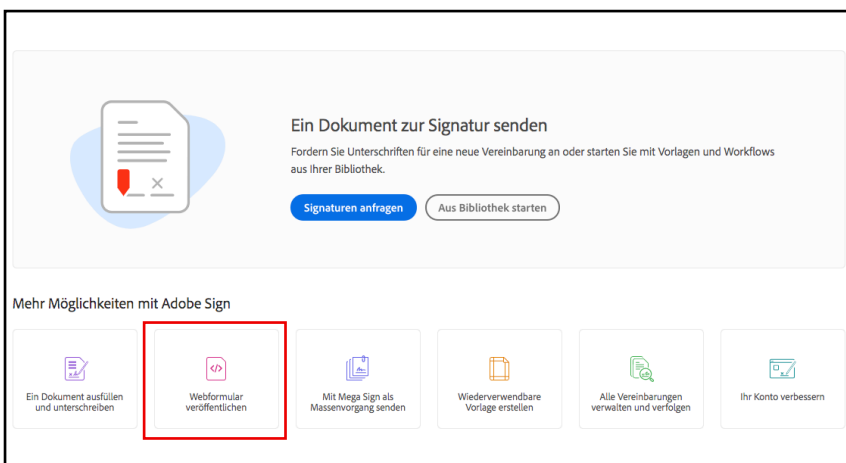 Ein Dokument zur Signatur senden
Fordern Sie Unterschriften für eine neue Vereinbarung an oder starten Sie mit Vorlagen und Workflows
aus Ihrer Bibliothek.
Signaturen anfragen
Aus Bibliothek starten
Mehr Möglichkeiten mit Adobe Sign
Ein Dokument ausfüllen
und unterschreiben
Webformular
veröffentlichen
Mit Mega Sign als
Massenvorgang senden
Wiederverwendbare
Vorlage erstellen
Alle Vereinbarungen
verwalten und verfolgen
Ihr Konto verbessern